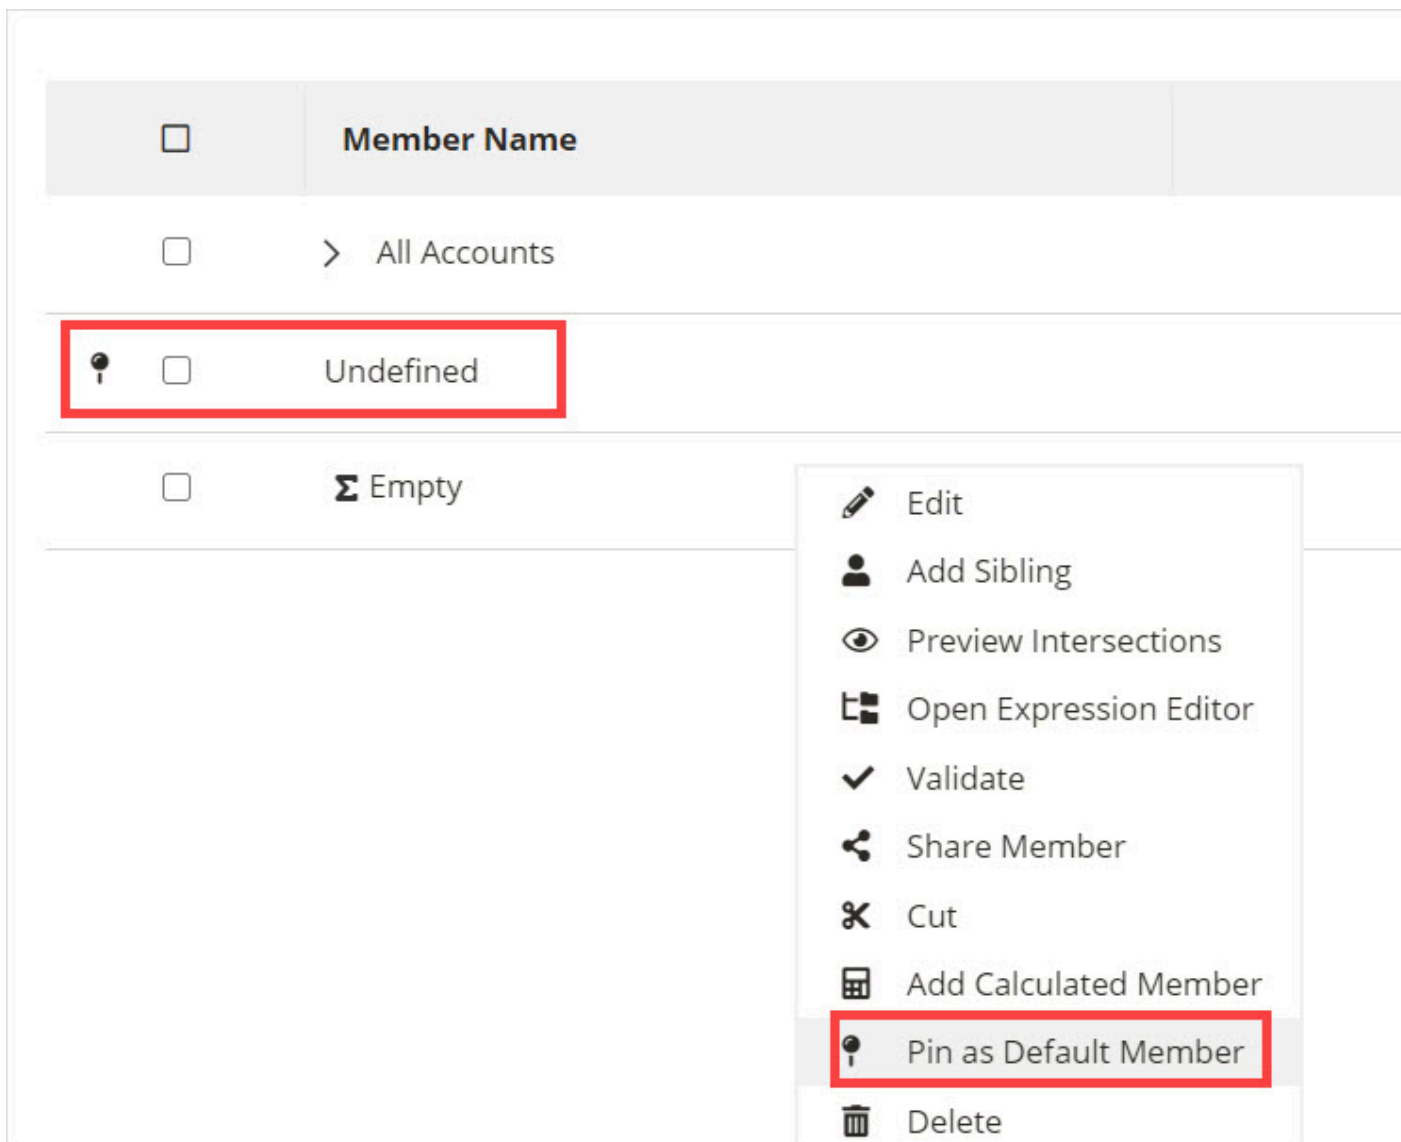 Member Name
All Accounts
Undefined
Σ Empty
Edit
Add Sibling
Preview Intersections
Open Expression Editor
Validate
Share Member
Cut
Add Calculated Member
Pin as Default Member
Delete